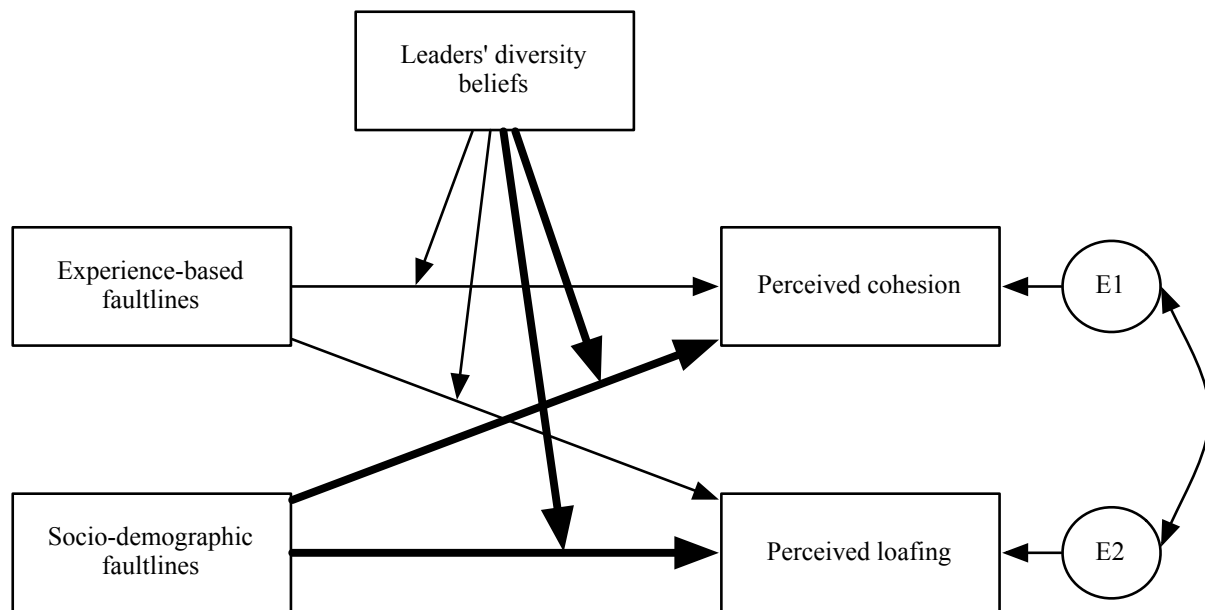 Leaders' diversity
beliefs
Experience-based
faultlines
Perceived cohesion
E1
Socio-demographic
faultlines
Perceived loafing
E2